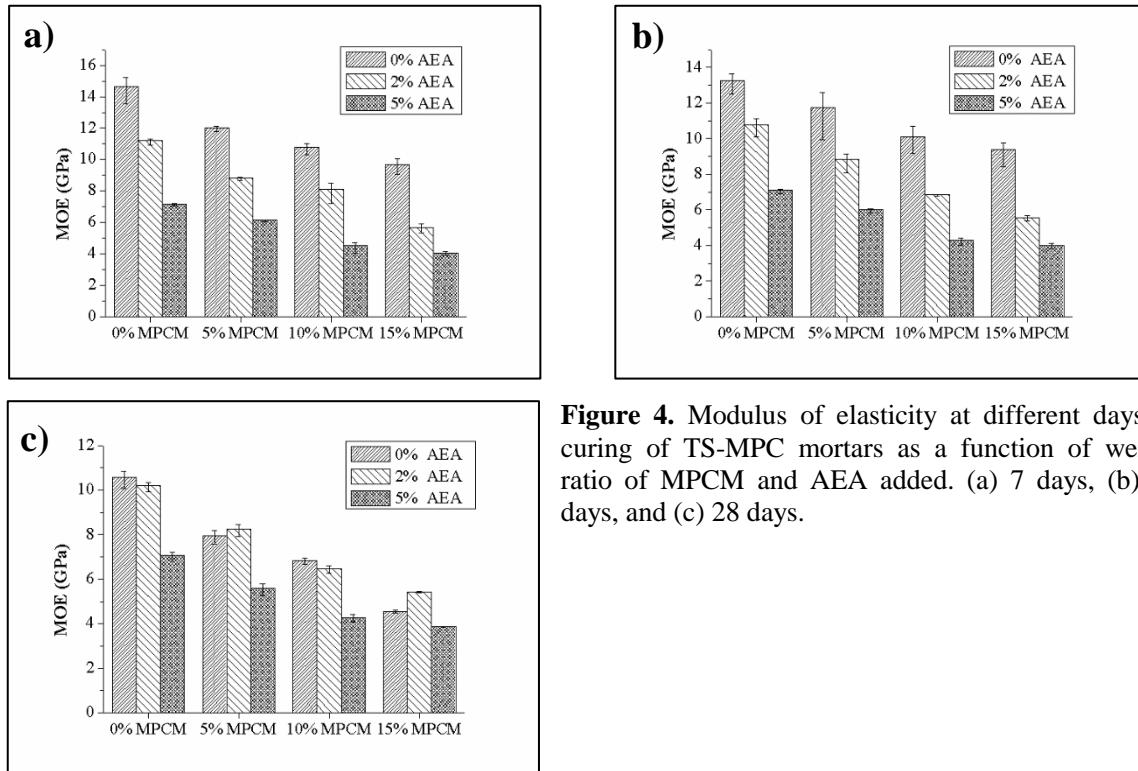 a)
16
14
12
10
8
6
4
2
0
MOE (GPa)
0% AEA
2% AEA
5% AEA
0% MPCM 5% MPCM 10% MPCM 15% MPCM
b)
14
12
10
8
6
4
2
0
MOE (GPa)
0% AEA
2% AEA
5% AEA
0% MPCM 5% MPCM 10% MPCM 15% MPCM
c)
12
10
8
6
4
2
0
MOE (GPa)
0% AEA
2% AEA
5% AEA
0% MPCM 5% MPCM 10% MPCM 15% MPCM
Figure 4. Modulus of elasticity at different days
curing of TS-MPC mortars as a function of we
ratio of MPCM and AEA added. (a) 7 days, (b)
days, and (c) 28 days.